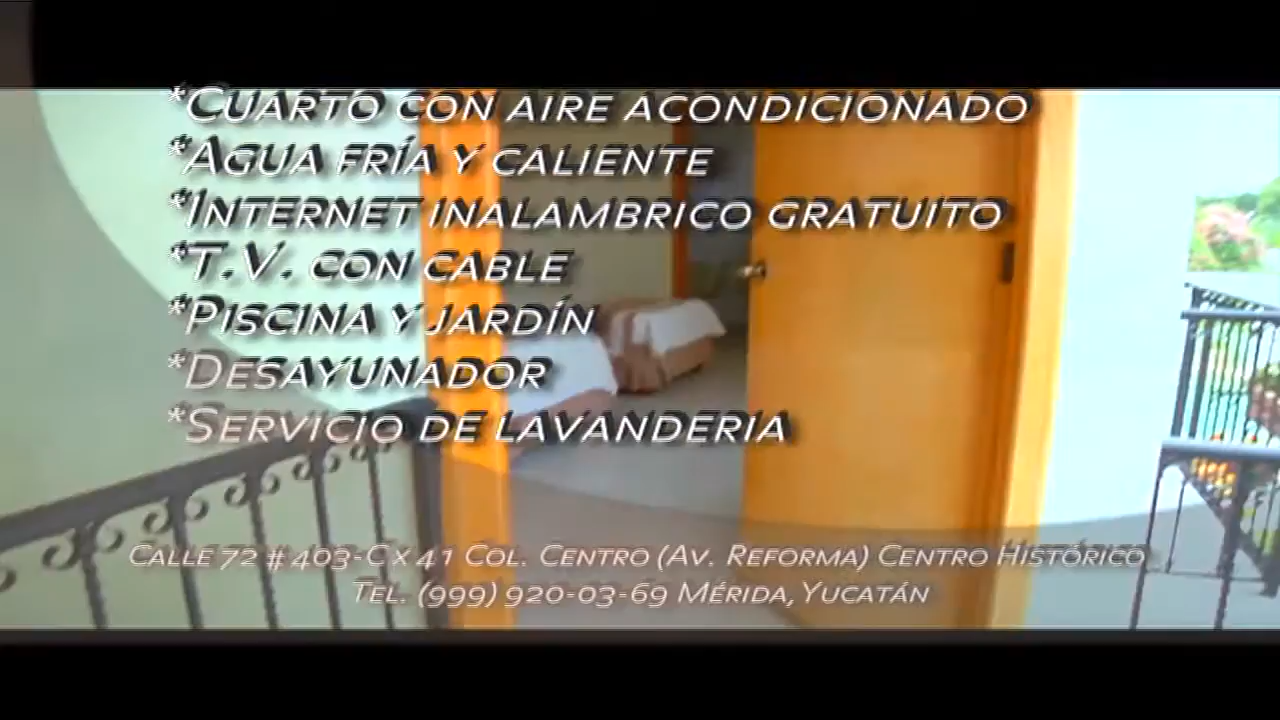 *Cuarto con aire acondicionado
*Agua fría y caliente
*Internet inalambrico gratuito
*T.V. con cable
*Piscina y jardín
*Desayunador
*Servicio de lavanderia
Calle 72 # 403-C x 41 Col. Centro (Av. Reforma) Centro Histórico
Tel. (999) 920-03-69 Mérida, Yucatán